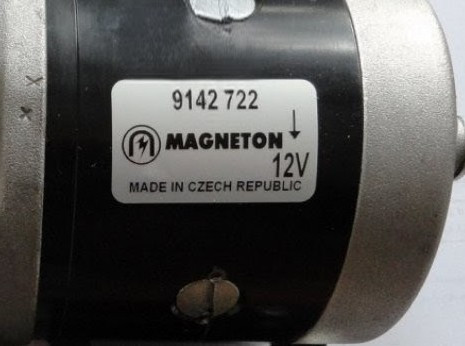 9142 722
MAGNETON ↓
12V
MADE IN CZECH REPUBLIC